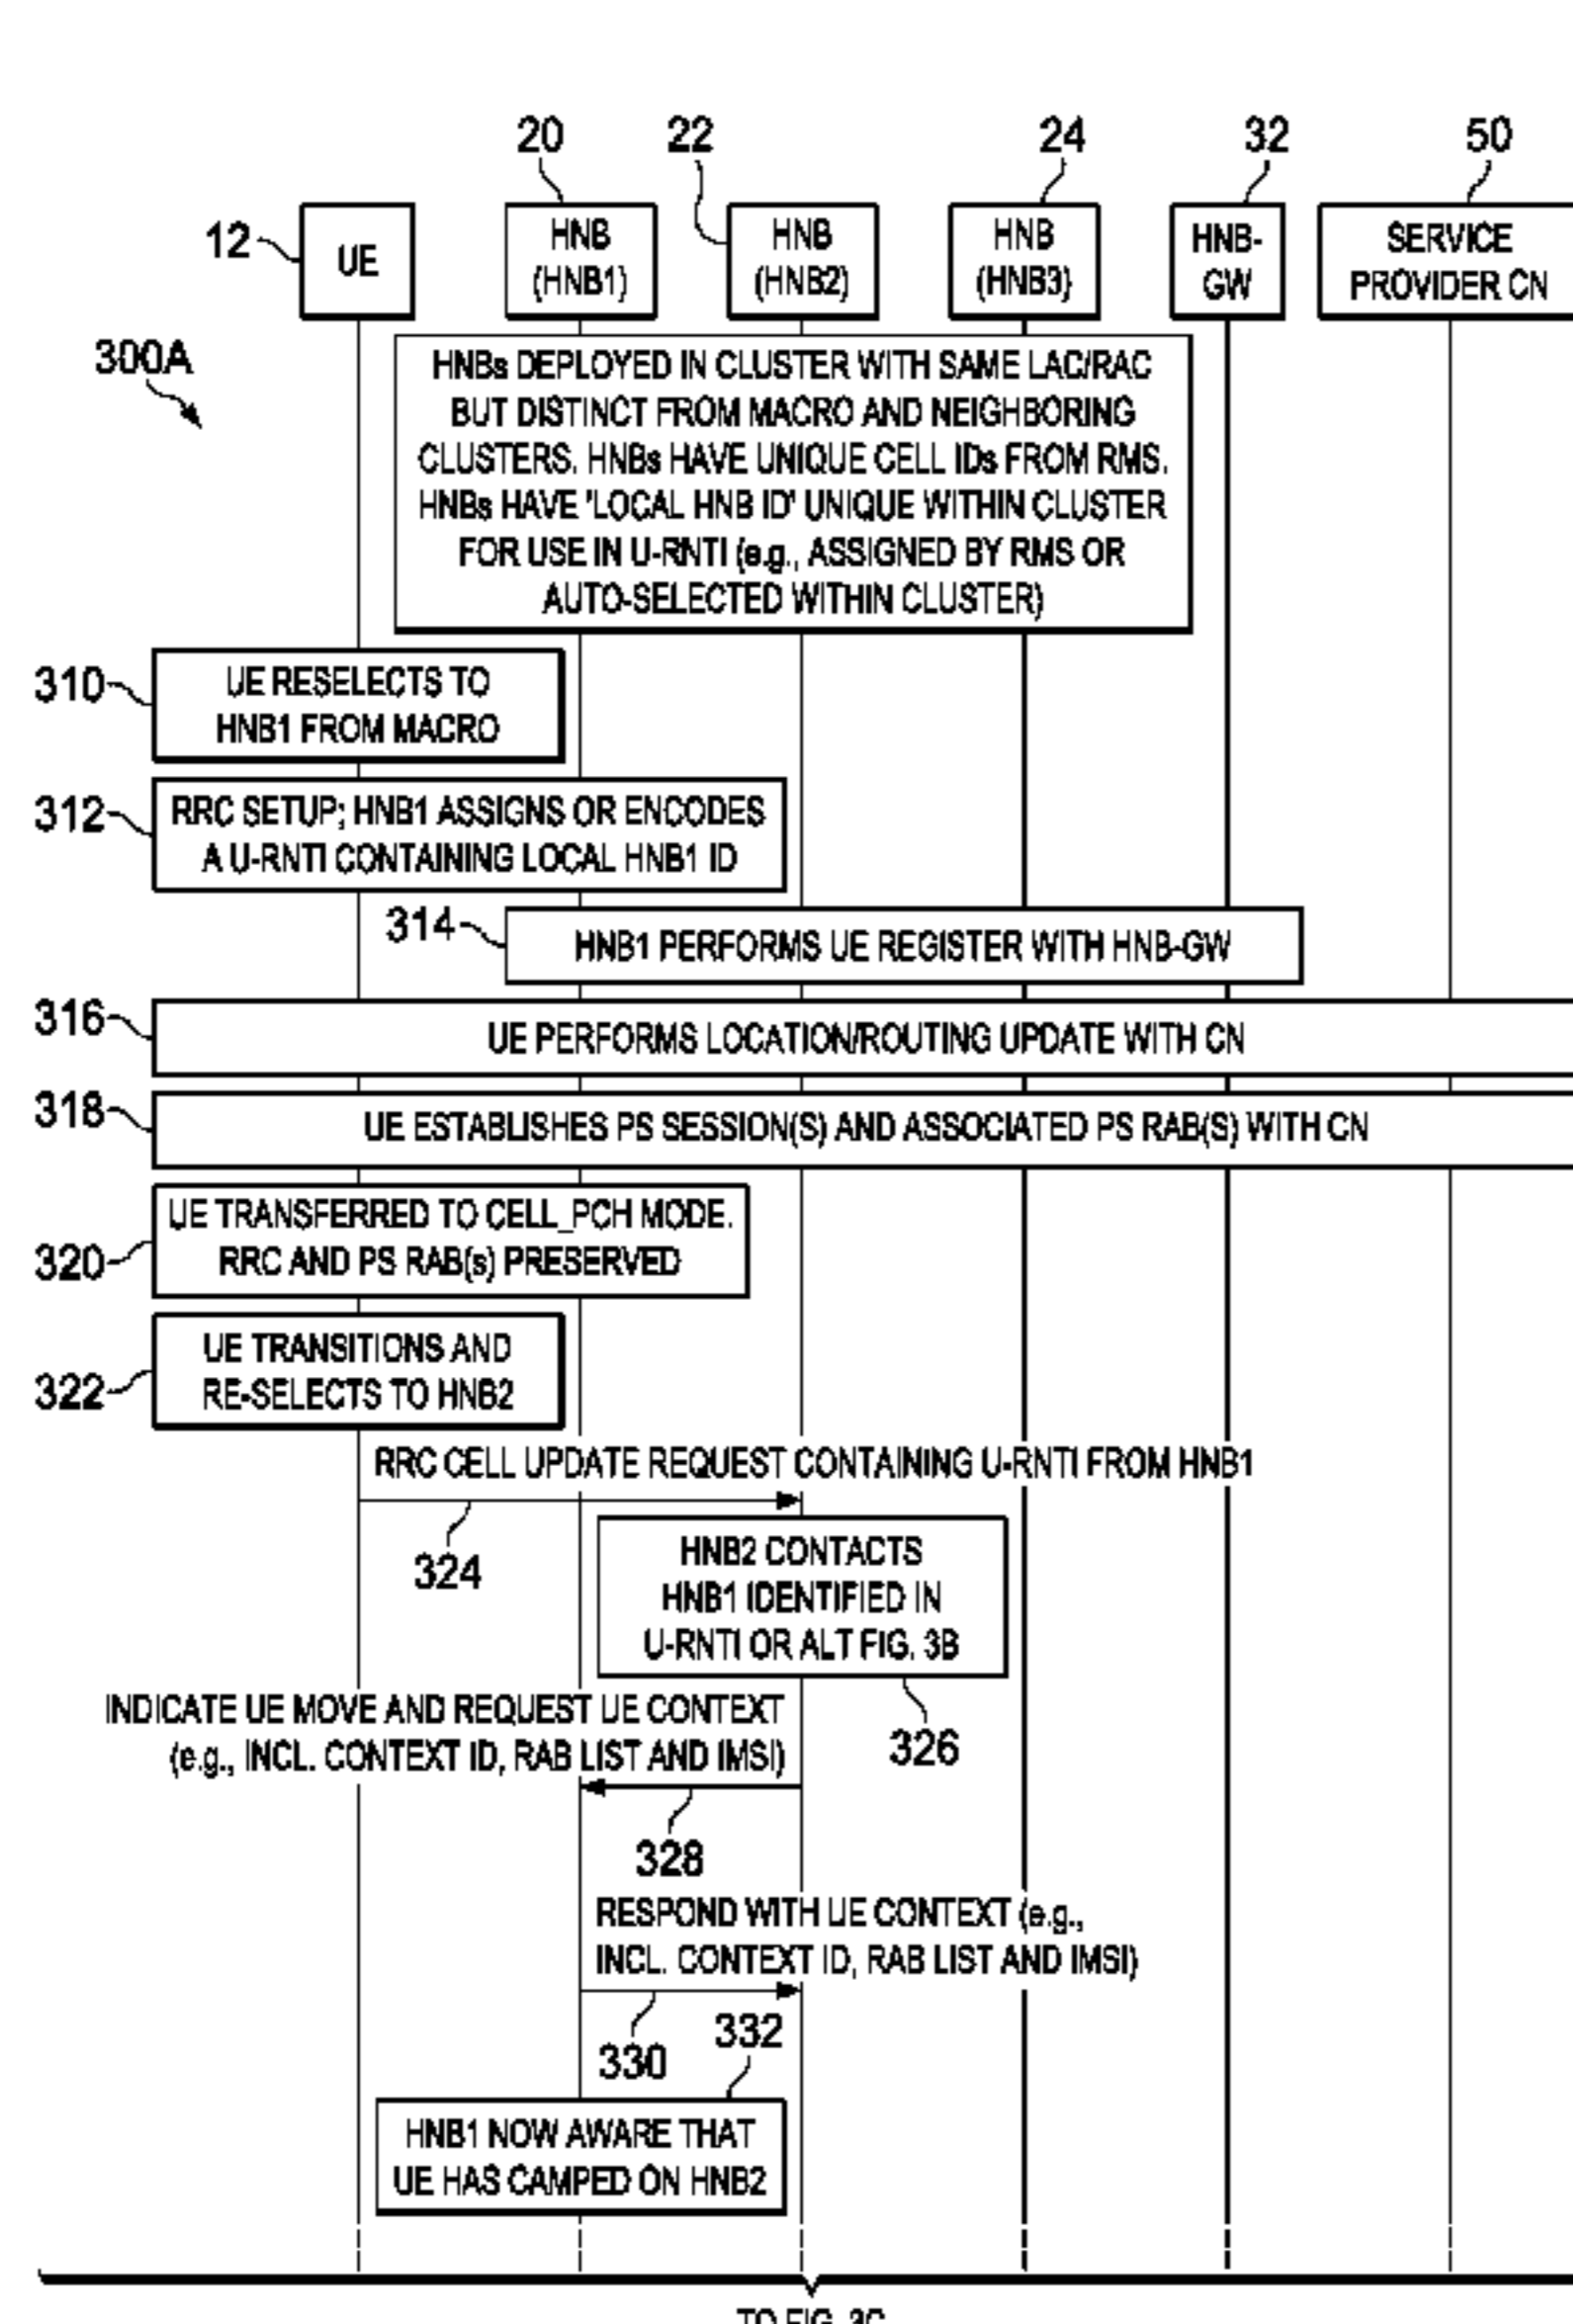 20
22
24
32
50
12
UE
HNB
(HNB1)
HNB
(HNB2)
HNB
(HNB3)
HNB-
GW
SERVICE
PROVIDER CN
300A
HNBs DEPLOYED IN CLUSTER WITH SAME LAC/RAC
BUT DISTINCT FROM MACRO AND NEIGHBORING
CLUSTERS. HNBs HAVE UNIQUE CELL IDs FROM RMS.
HNBs HAVE 'LOCAL HNB ID' UNIQUE WITHIN CLUSTER
FOR USE IN U-RNTI (e.g., ASSIGNED BY RMS OR
AUTO-SELECTED WITHIN CLUSTER)
310
UE RESELECTS TO
HNB1 FROM MACRO
312
RRC SETUP; HNB1 ASSIGNS OR ENCODES
A U-RNTI CONTAINING LOCAL HNB1 ID
314
HNB1 PERFORMS UE REGISTER WITH HNB-GW
316
UE PERFORMS LOCATION/ROUTING UPDATE WITH CN
318
UE ESTABLISHES PS SESSION(S) AND ASSOCIATED PS RAB(S) WITH CN
320
UE TRANSFERRED TO CELL_PCH MODE.
RRC AND PS RAB(s) PRESERVED
322
UE TRANSITIONS AND
RE-SELECTS TO HNB2
RRC CELL UPDATE REQUEST CONTAINING U-RNTI FROM HNB1
324
HNB2 CONTACTS
HNB1 IDENTIFIED IN
U-RNTI OR ALT FIG. 3B
326
INDICATE UE MOVE AND REQUEST UE CONTEXT
(e.g., INCL. CONTEXT ID, RAB LIST AND IMSI)
328
RESPOND WITH UE CONTEXT (e.g.,
INCL. CONTEXT ID, RAB LIST AND IMSI)
330
332
HNB1 NOW AWARE THAT
UE HAS CAMPED ON HNB2
TO FIG. 3C